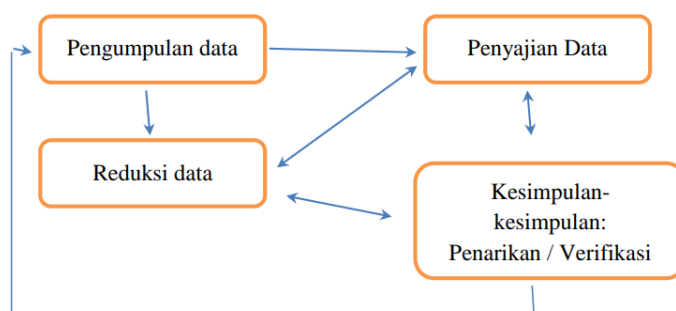 Pengumpulan data
Penyajian Data
Reduksi data
Kesimpulan-
kesimpulan:
Penarikan / Verifikasi